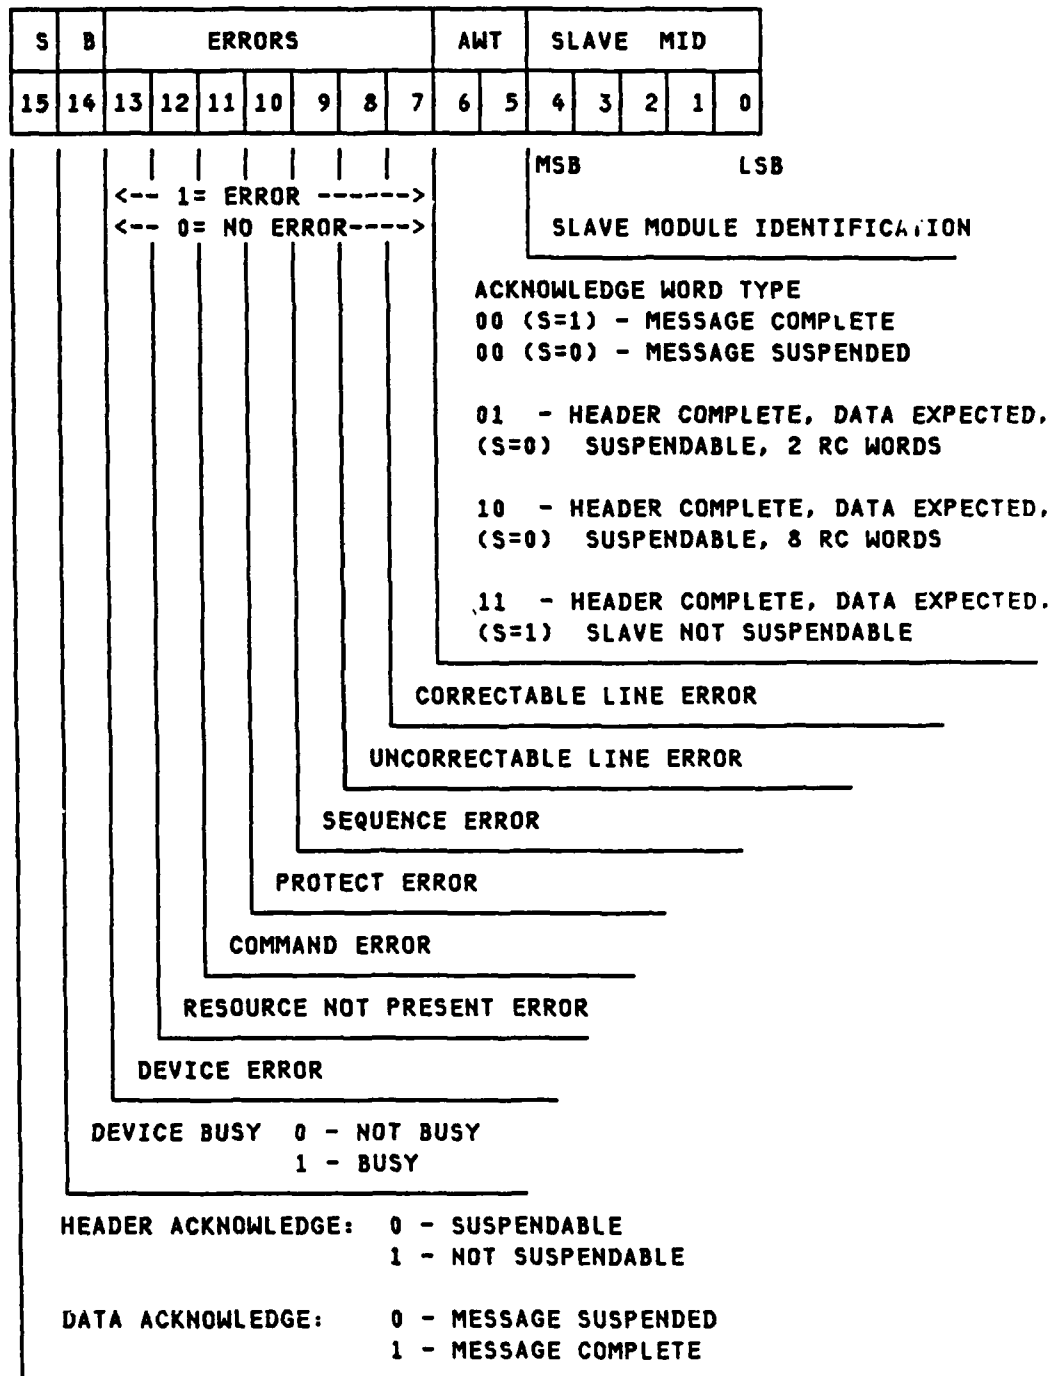 S B ERRORS AWT SLAVE MID
15 14 13 12 11 10 9 8 7 6 5 4 3 2 1 0
MSB LSB
<-- 1= ERROR ------>
<-- 0= NO ERROR---->
SLAVE MODULE IDENTIFICATION
ACKNOWLEDGE WORD TYPE
00 (S=1) - MESSAGE COMPLETE
00 (S=0) - MESSAGE SUSPENDED
01 - HEADER COMPLETE, DATA EXPECTED,
(S=0) SUSPENDABLE, 2 RC WORDS
10 - HEADER COMPLETE, DATA EXPECTED,
(S=0) SUSPENDABLE, 8 RC WORDS
11 - HEADER COMPLETE, DATA EXPECTED.
(S=1) SLAVE NOT SUSPENDABLE
CORRECTABLE LINE ERROR
UNCORRECTABLE LINE ERROR
SEQUENCE ERROR
PROTECT ERROR
COMMAND ERROR
RESOURCE NOT PRESENT ERROR
DEVICE ERROR
DEVICE BUSY 0 - NOT BUSY
1 - BUSY
HEADER ACKNOWLEDGE: 0 - SUSPENDABLE
1 - NOT SUSPENDABLE
DATA ACKNOWLEDGE: 0 - MESSAGE SUSPENDED
1 - MESSAGE COMPLETE